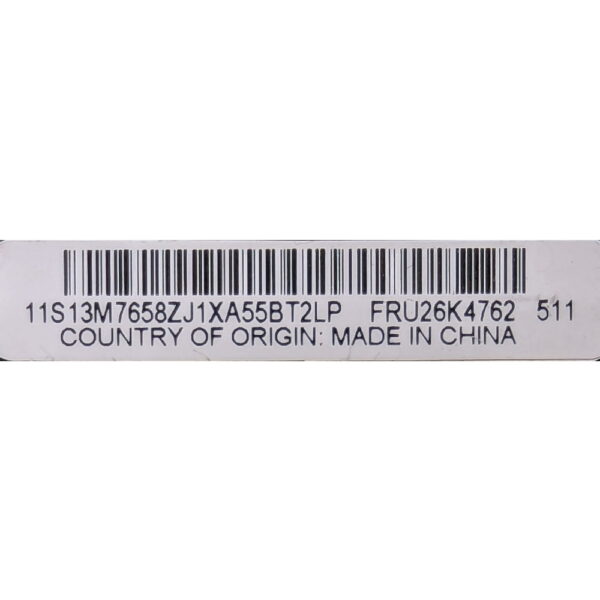 11S13M7658ZJ1XA55BT2LP FRU26K4762 511
COUNTRY OF ORIGIN: MADE IN CHINA